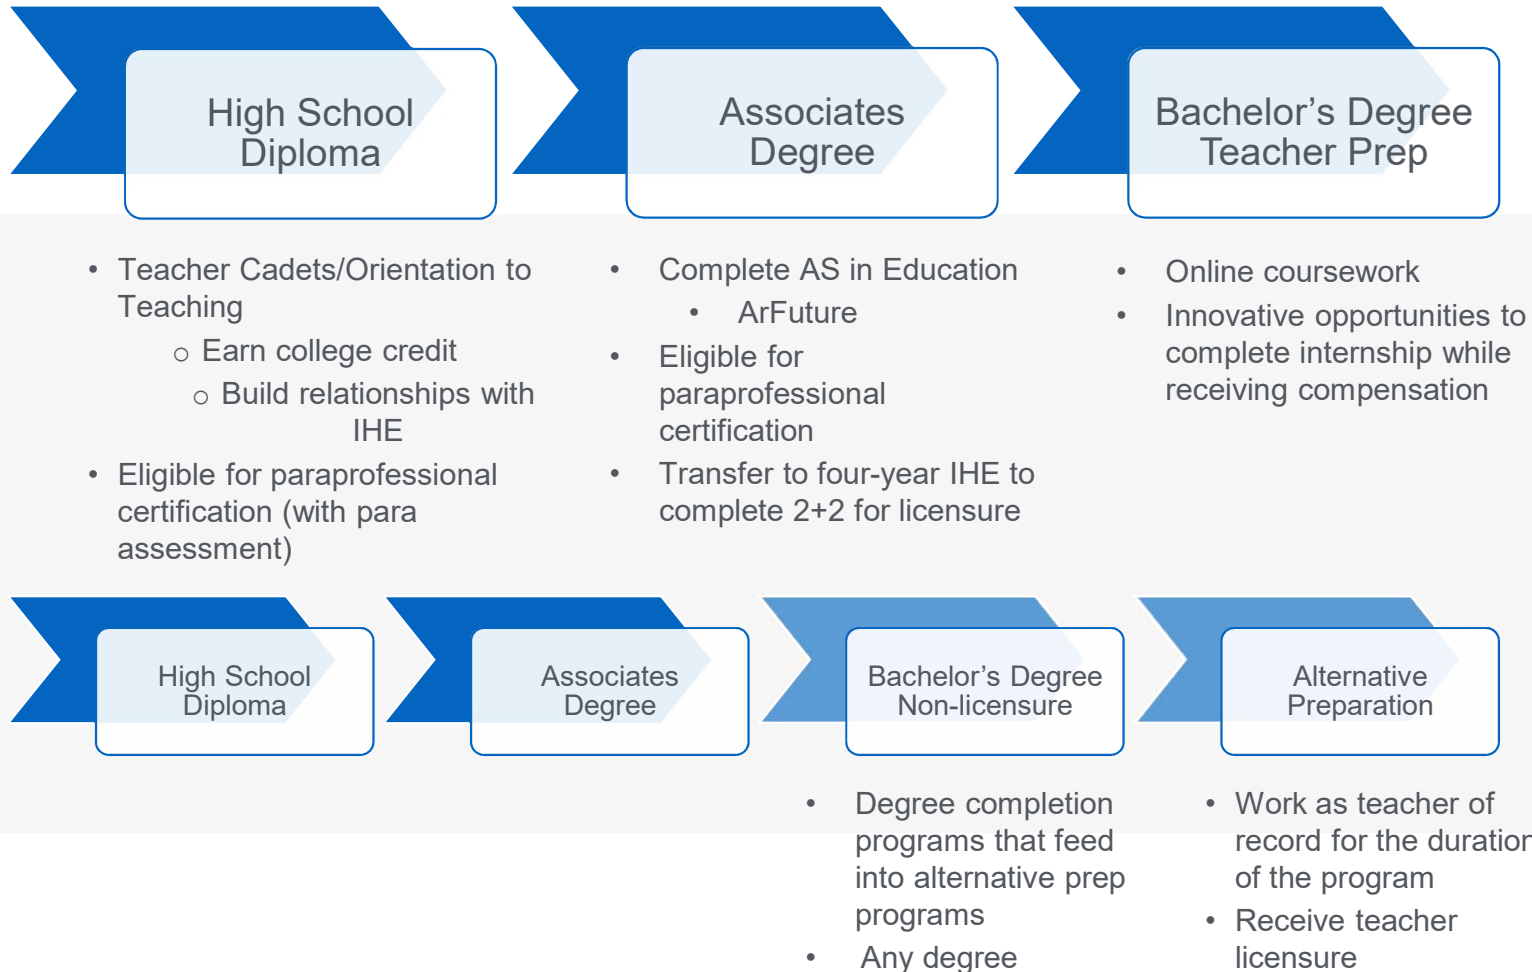 High School
Diploma
Associates
Degree
Bachelor’s Degree
Teacher Prep
• Teacher Cadets/Orientation to
Teaching
o Earn college credit
o Build relationships with
IHE
• Eligible for paraprofessional
certification (with para
assessment)
• Complete AS in Education
• ArFuture
• Eligible for
paraprofessional
certification
• Transfer to four-year IHE to
complete 2+2 for licensure
• Online coursework
• Innovative opportunities to
complete internship while
receiving compensation
High School
Diploma
Associates
Degree
Bachelor’s Degree
Non-licensure
Alternative
Preparation
• Degree completion
programs that feed
into alternative prep
programs
• Any degree
• Work as teacher of
record for the duration
of the program
• Receive teacher
licensure